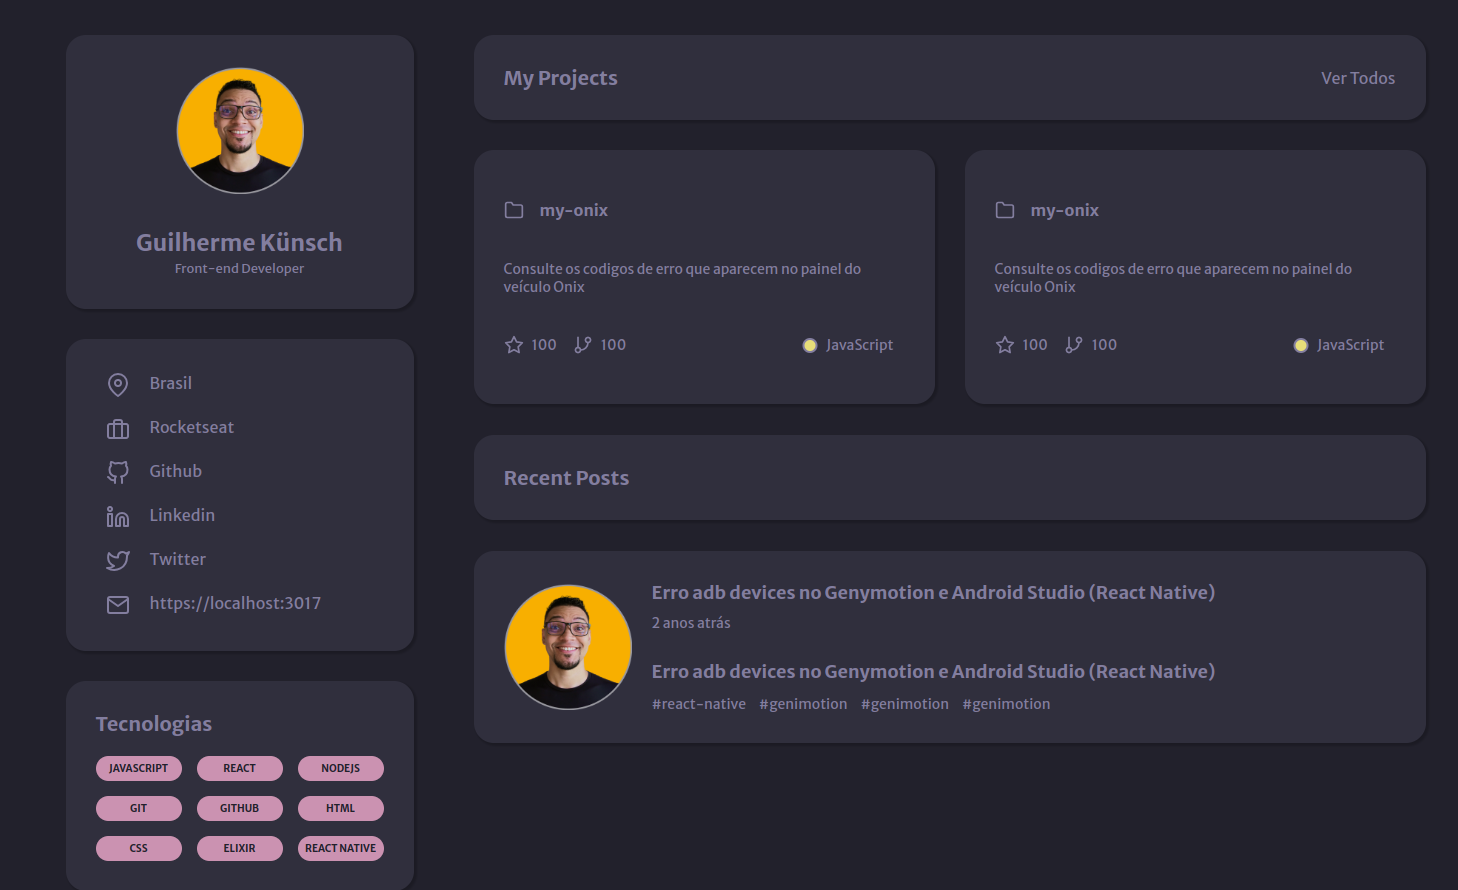 Guilherme Künsch
Front-end Developer
Brasil
Rocketseat
Github
Linkedin
Twitter
https://localhost:3017
Tecnologias
JAVASCRIPT REACT NODEJS
GIT GITHUB HTML
CSS ELIXIR REACT NATIVE
My Projects Ver Todos
my-onix
Consulte os codigos de erro que aparecem no painel do
veículo Onix
100 100 JavaScript
my-onix
Consulte os codigos de erro que aparecem no painel do
veículo Onix
100 100 JavaScript
Recent Posts
Erro adb devices no Genymotion e Android Studio (React Native)
2 anos atrás
Erro adb devices no Genymotion e Android Studio (React Native)
#react-native #genimotion #genimotion #genimotion